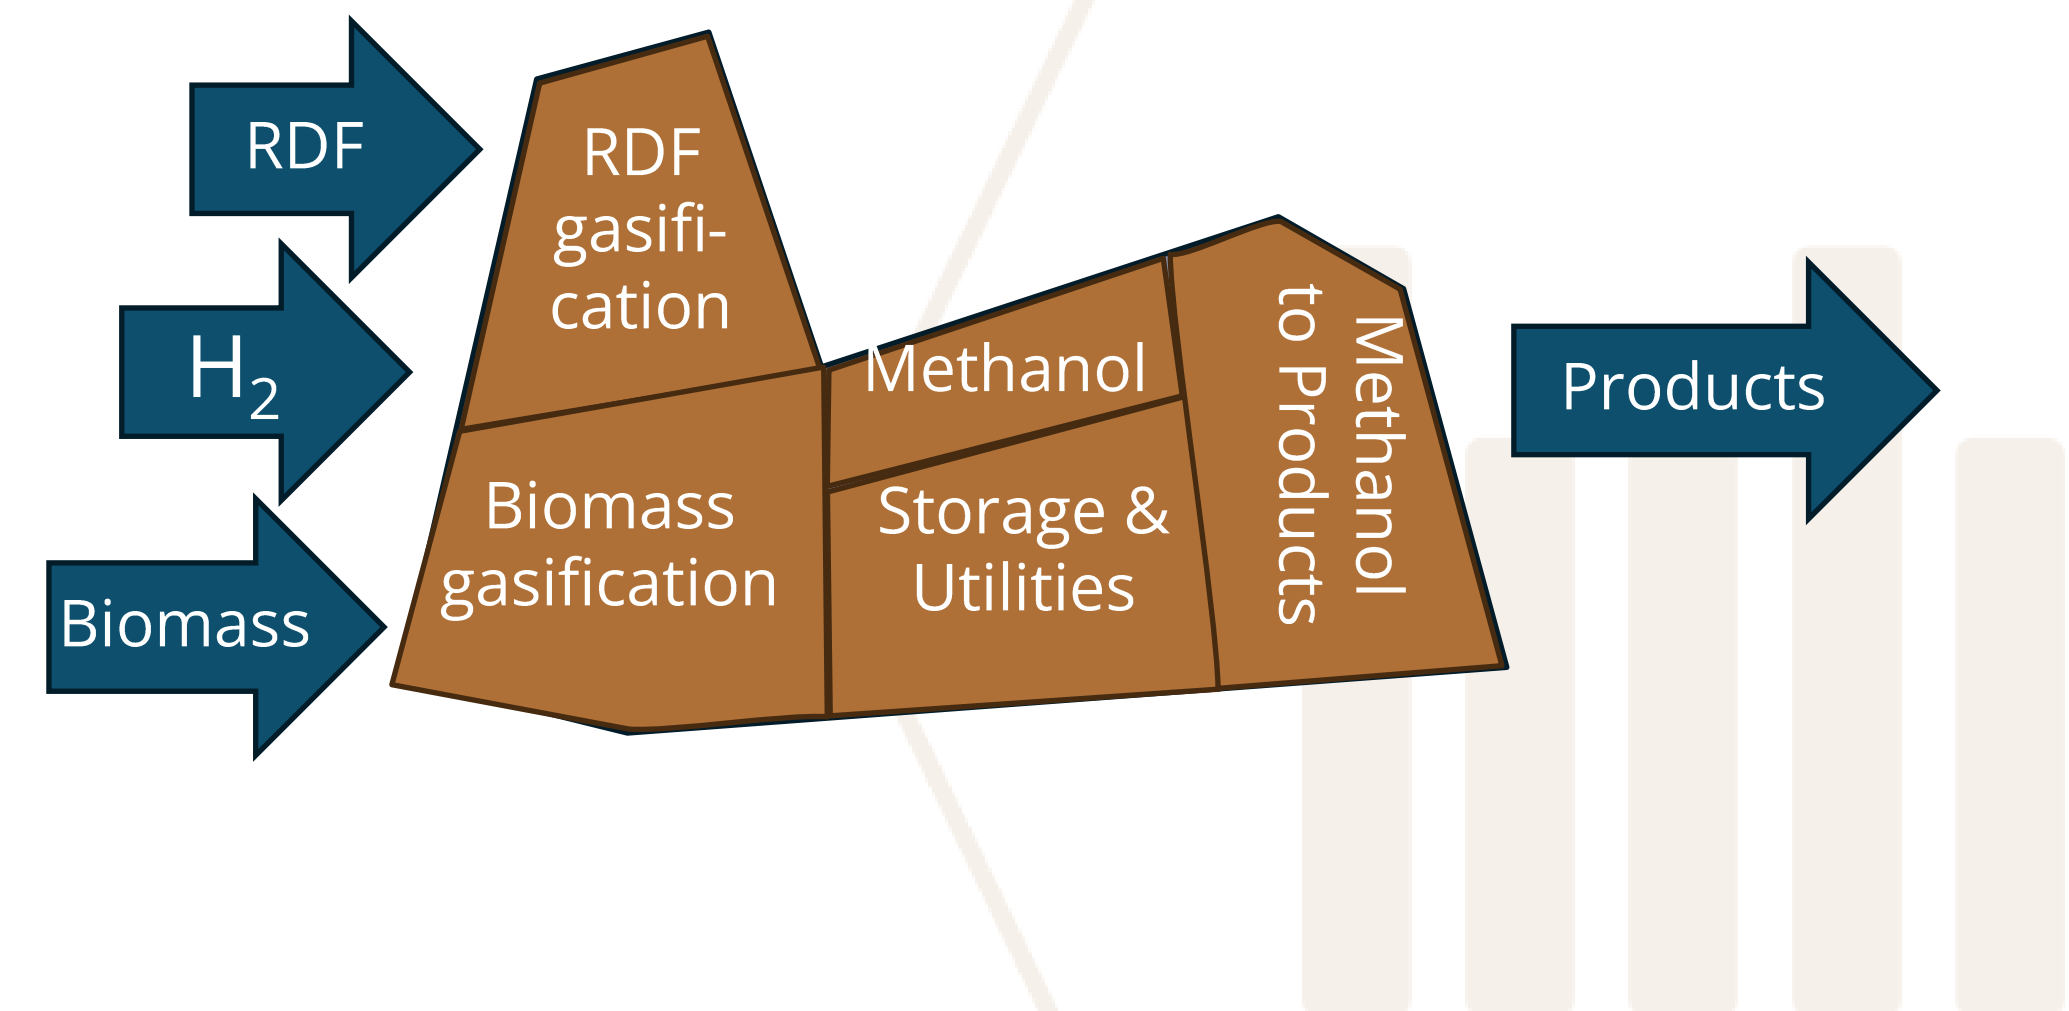 RDF
H₂
Biomass
RDF
gasifi-
cation
Biomass
gasification
Methanol
Storage &
Utilities
Methanol
to Products
Products